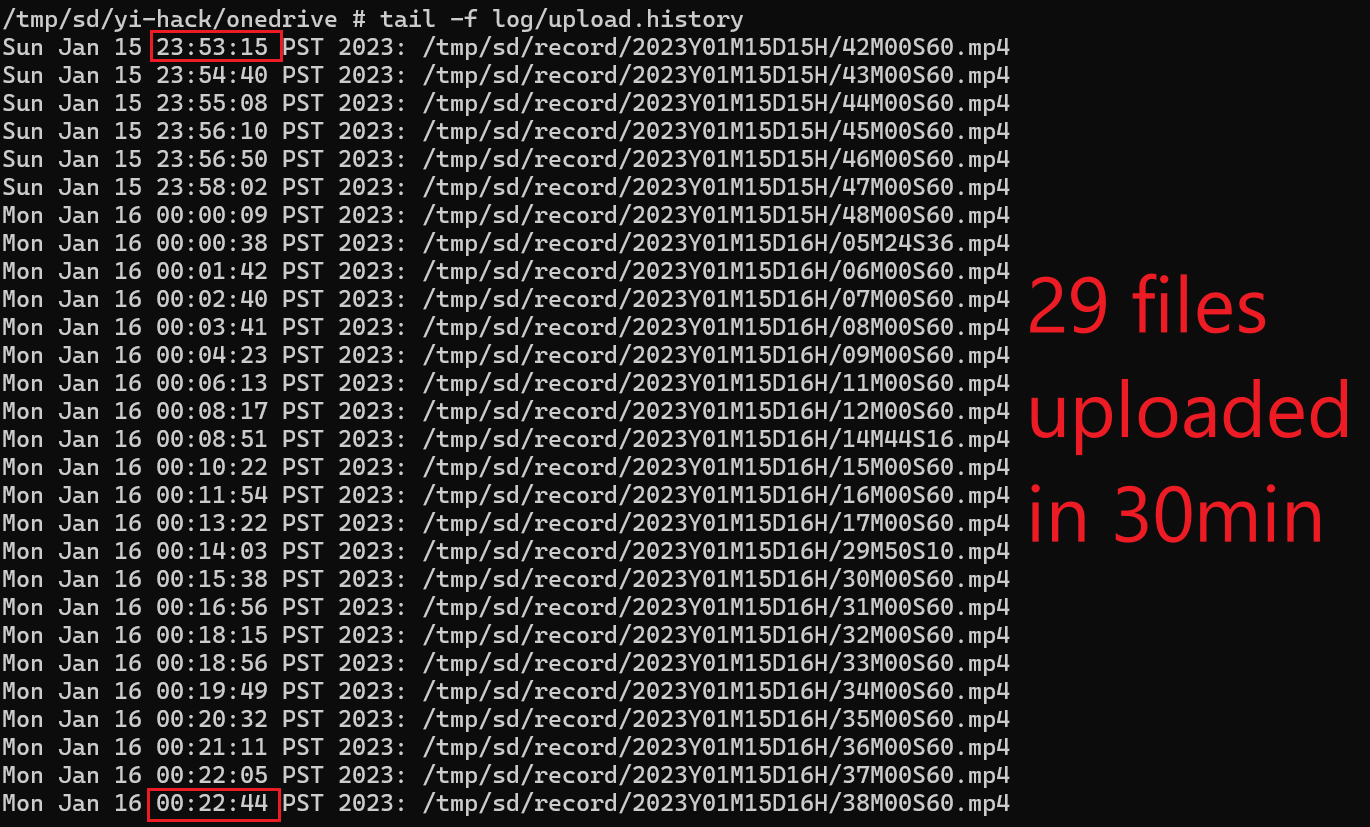 /tmp/sd/yi-hack/onedrive # tail -f log/upload.history
Sun Jan 15 23:53:15 PST 2023: /tmp/sd/record/2023Y01M15D15H/42M00S60.mp4
Sun Jan 15 23:54:40 PST 2023: /tmp/sd/record/2023Y01M15D15H/43M00S60.mp4
Sun Jan 15 23:55:08 PST 2023: /tmp/sd/record/2023Y01M15D15H/44M00S60.mp4
Sun Jan 15 23:56:10 PST 2023: /tmp/sd/record/2023Y01M15D15H/45M00S60.mp4
Sun Jan 15 23:56:50 PST 2023: /tmp/sd/record/2023Y01M15D15H/46M00S60.mp4
Sun Jan 15 23:58:02 PST 2023: /tmp/sd/record/2023Y01M15D15H/47M00S60.mp4
Mon Jan 16 00:00:09 PST 2023: /tmp/sd/record/2023Y01M15D15H/48M00S60.mp4
Mon Jan 16 00:00:38 PST 2023: /tmp/sd/record/2023Y01M15D16H/05M24S36.mp4
Mon Jan 16 00:01:42 PST 2023: /tmp/sd/record/2023Y01M15D16H/06M00S60.mp4
Mon Jan 16 00:02:40 PST 2023: /tmp/sd/record/2023Y01M15D16H/07M00S60.mp4
Mon Jan 16 00:03:41 PST 2023: /tmp/sd/record/2023Y01M15D16H/08M00S60.mp4
Mon Jan 16 00:04:23 PST 2023: /tmp/sd/record/2023Y01M15D16H/09M00S60.mp4
Mon Jan 16 00:06:13 PST 2023: /tmp/sd/record/2023Y01M15D16H/11M00S60.mp4
Mon Jan 16 00:08:17 PST 2023: /tmp/sd/record/2023Y01M15D16H/12M00S60.mp4
Mon Jan 16 00:08:51 PST 2023: /tmp/sd/record/2023Y01M15D16H/14M44S16.mp4
Mon Jan 16 00:10:22 PST 2023: /tmp/sd/record/2023Y01M15D16H/15M00S60.mp4
Mon Jan 16 00:11:54 PST 2023: /tmp/sd/record/2023Y01M15D16H/16M00S60.mp4
Mon Jan 16 00:13:22 PST 2023: /tmp/sd/record/2023Y01M15D16H/17M00S60.mp4
Mon Jan 16 00:14:03 PST 2023: /tmp/sd/record/2023Y01M15D16H/29M50S10.mp4
Mon Jan 16 00:15:38 PST 2023: /tmp/sd/record/2023Y01M15D16H/30M00S60.mp4
Mon Jan 16 00:16:56 PST 2023: /tmp/sd/record/2023Y01M15D16H/31M00S60.mp4
Mon Jan 16 00:18:15 PST 2023: /tmp/sd/record/2023Y01M15D16H/32M00S60.mp4
Mon Jan 16 00:18:56 PST 2023: /tmp/sd/record/2023Y01M15D16H/33M00S60.mp4
Mon Jan 16 00:19:49 PST 2023: /tmp/sd/record/2023Y01M15D16H/34M00S60.mp4
Mon Jan 16 00:20:32 PST 2023: /tmp/sd/record/2023Y01M15D16H/35M00S60.mp4
Mon Jan 16 00:21:11 PST 2023: /tmp/sd/record/2023Y01M15D16H/36M00S60.mp4
Mon Jan 16 00:22:05 PST 2023: /tmp/sd/record/2023Y01M15D16H/37M00S60.mp4
Mon Jan 16 00:22:44 PST 2023: /tmp/sd/record/2023Y01M15D16H/38M00S60.mp4
29 files
uploaded
in 30min